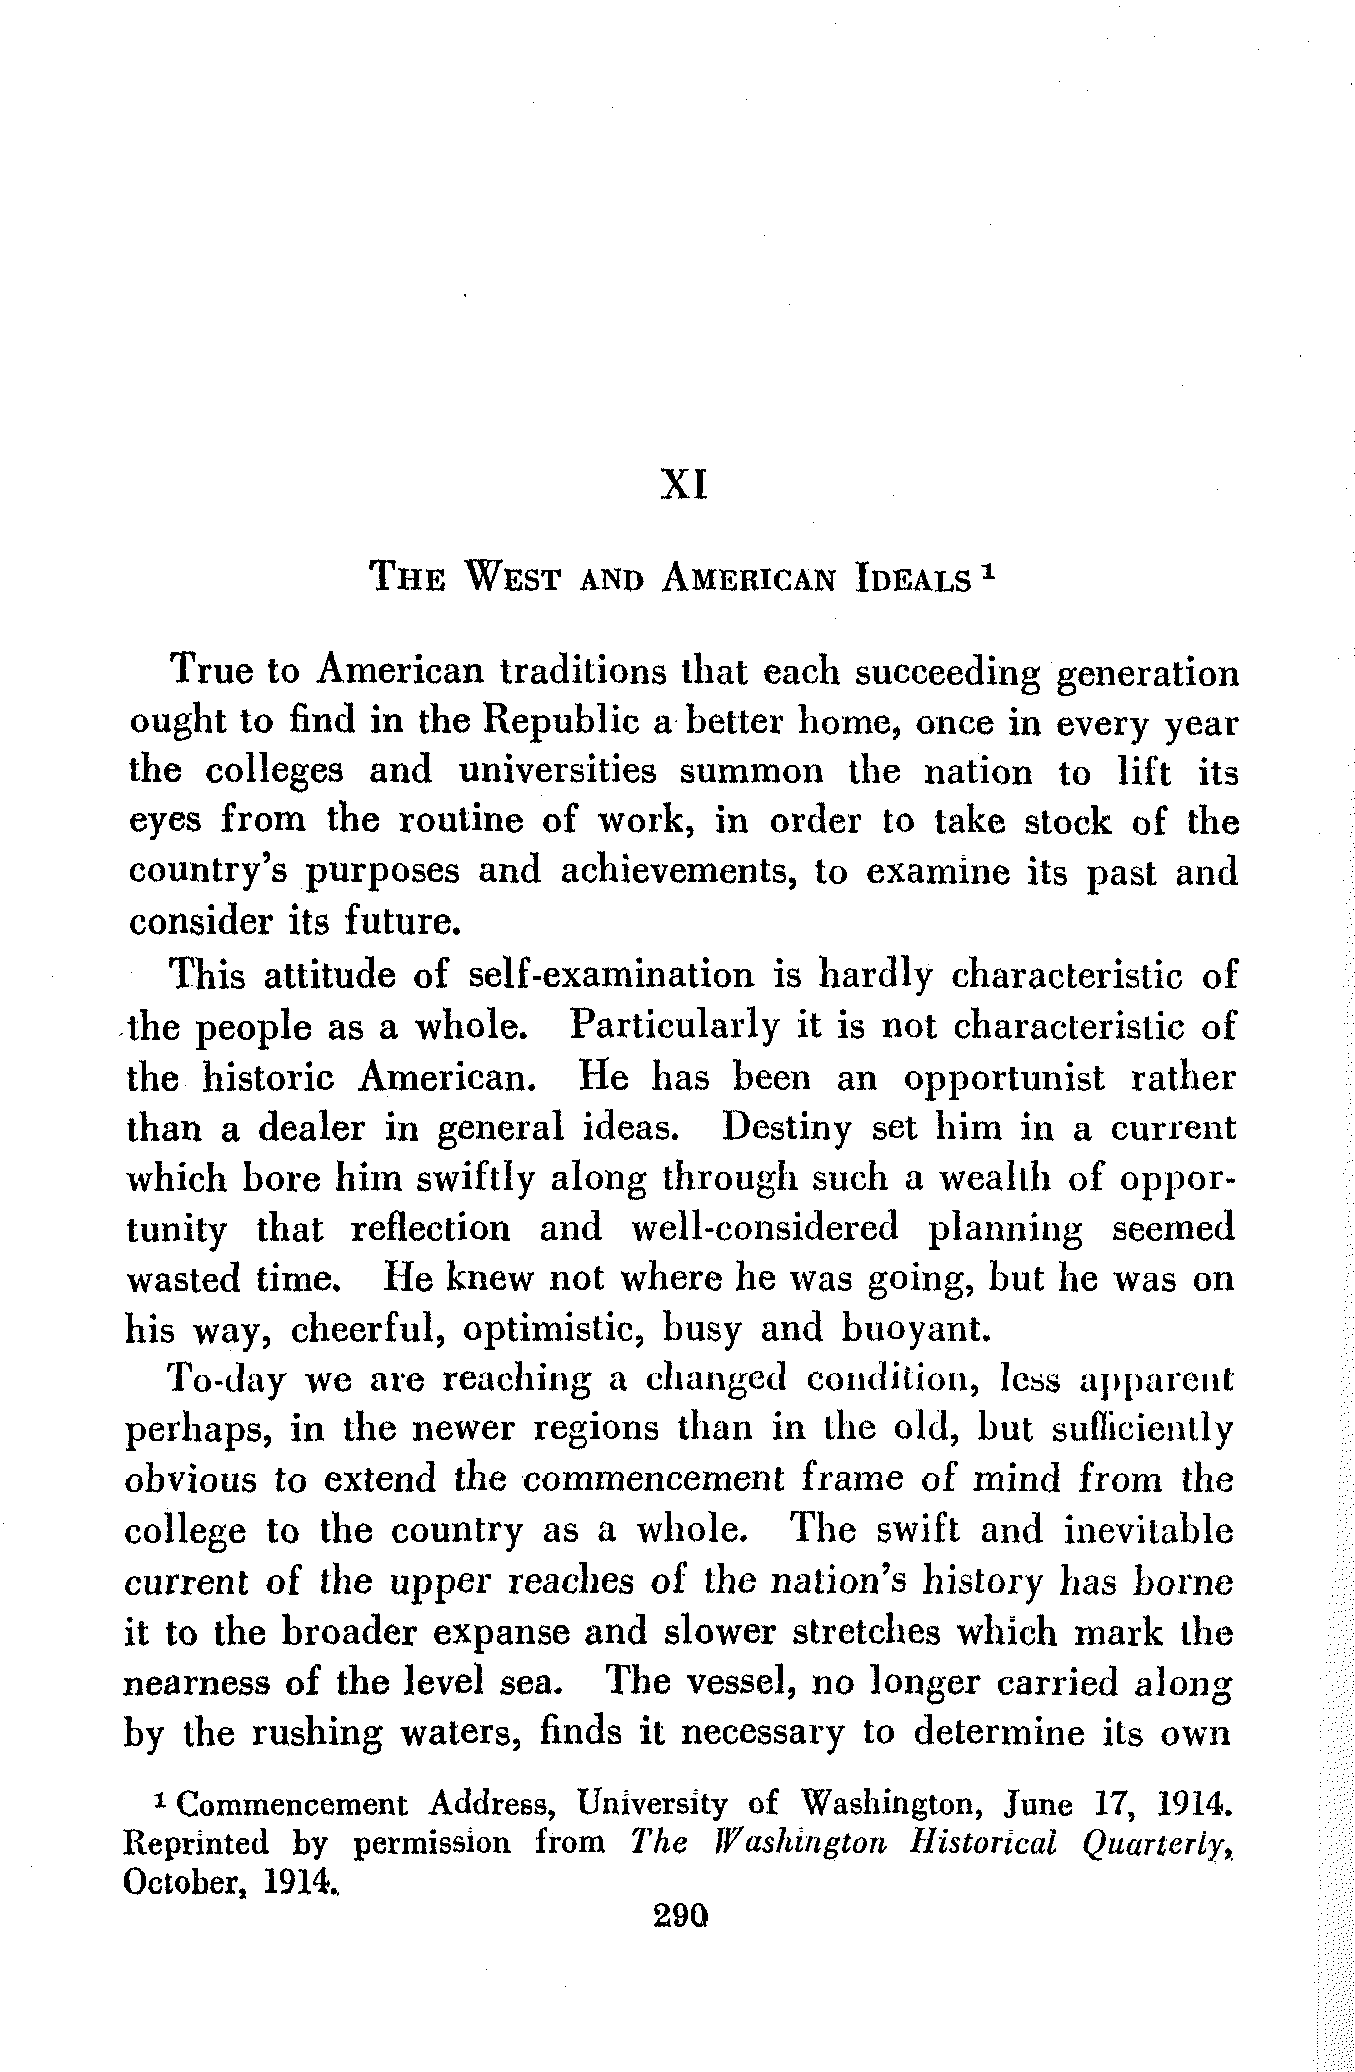 XI
THE WEST AND AMERICAN IDEALS 1
True to American traditions that each succeeding generation
ought to find in the Republic a better home, once in every year
the colleges and universities summon the nation to lift its
eyes from the routine of work, in order to take stock of the
country's purposes and achievements, to examine its past and
consider its future.
This attitude of self-examination is hardly characteristic of
the people as a whole. Particularly it is not characteristic of
the historic American. He has been an opportunist rather
than a dealer in general ideas. Destiny set him in a current
which bore him swiftly along through such a wealth of oppor-
tunity that reflection and well-considered planning seemed
wasted time. He knew not where he was going, but he was on
his way, cheerful, optimistic, busy and buoyant.
To-day we are reaching a changed condition, less apparent
perhaps, in the newer regions than in the old, but sufficiently
obvious to extend the commencement frame of mind from the
college to the country as a whole. The swift and inevitable
current of the upper reaches of the nation's history has borne
it to the broader expanse and slower stretches which mark the
nearness of the level sea. The vessel, no longer carried along
by the rushing waters, finds it necessary to determine its own
1 Commencement Address, University of Washington, June 17, 1914.
Reprinted by permission from The Washington Historical Quarterly,
October, 1914.
290